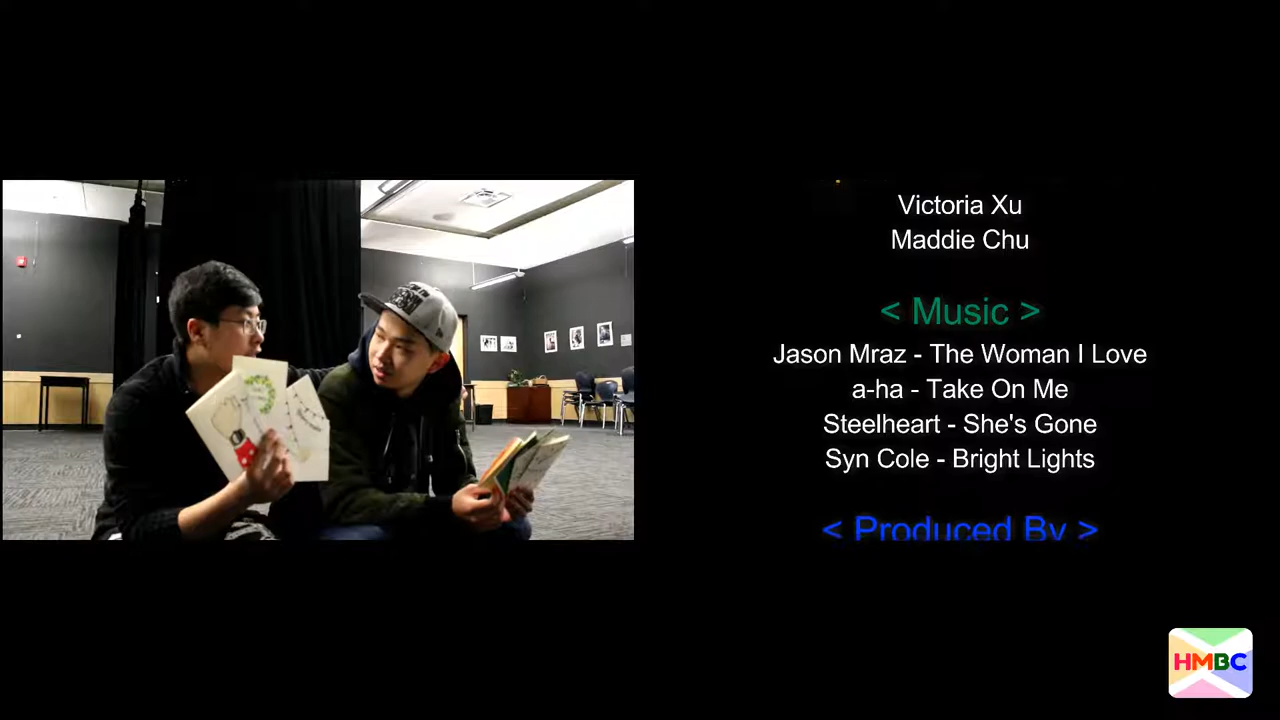 Victoria Xu
Maddie Chu
< Music >
Jason Mraz - The Woman I Love
a-ha - Take On Me
Steelheart - She's Gone
Syn Cole - Bright Lights
< Produced By >
HMBC